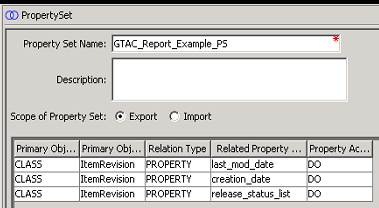 PropertySet
Property Set Name: GTAC_Report_Example_P5 *
Description:
Scope of Property Set: Export Import
Primary Obj... Primary Obj... Relation Type Related Property ... Property Ac...
CLASS ItemRevision PROPERTY last_mod_date DO
CLASS ItemRevision PROPERTY creation_date DO
CLASS ItemRevision PROPERTY release_status_list DO